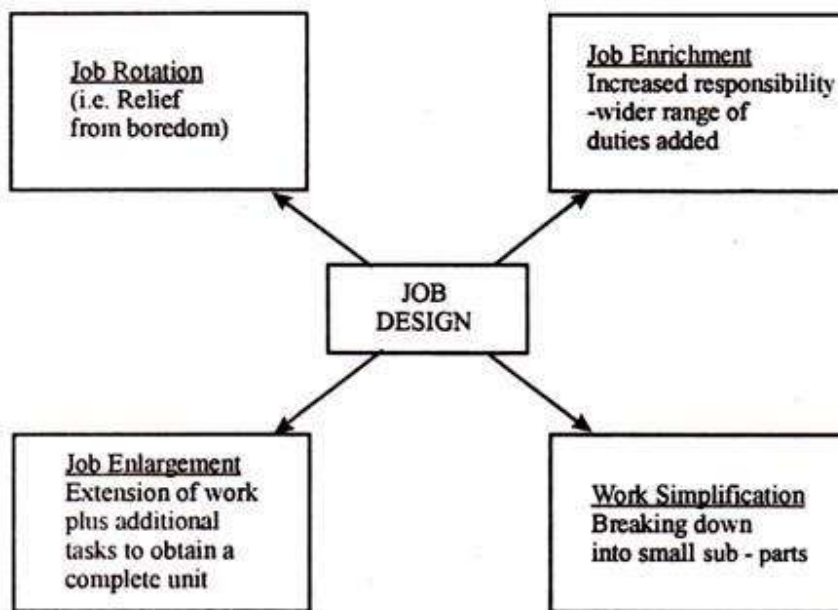 Job Rotation
(i.e. Relief
from boredom)
Job Enrichment
Increased responsibility
-wider range of
duties added
JOB
DESIGN
Job Enlargement
Extension of work
plus additional
tasks to obtain a
complete unit
Work Simplification
Breaking down
into small sub - parts